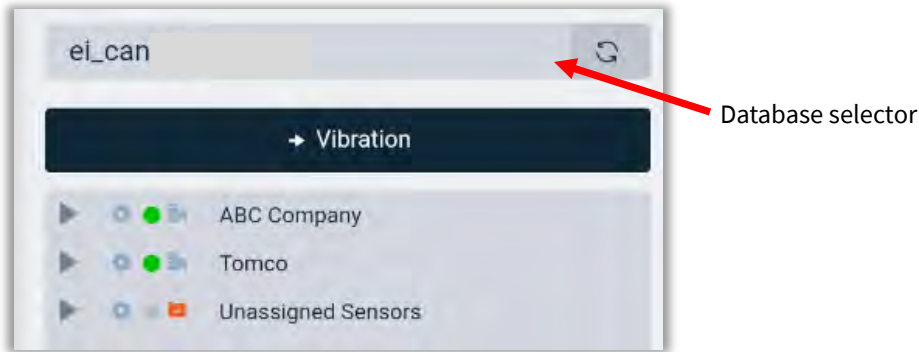 ei_can
Database selector
→ Vibration
ABC Company
Tomco
Unassigned Sensors